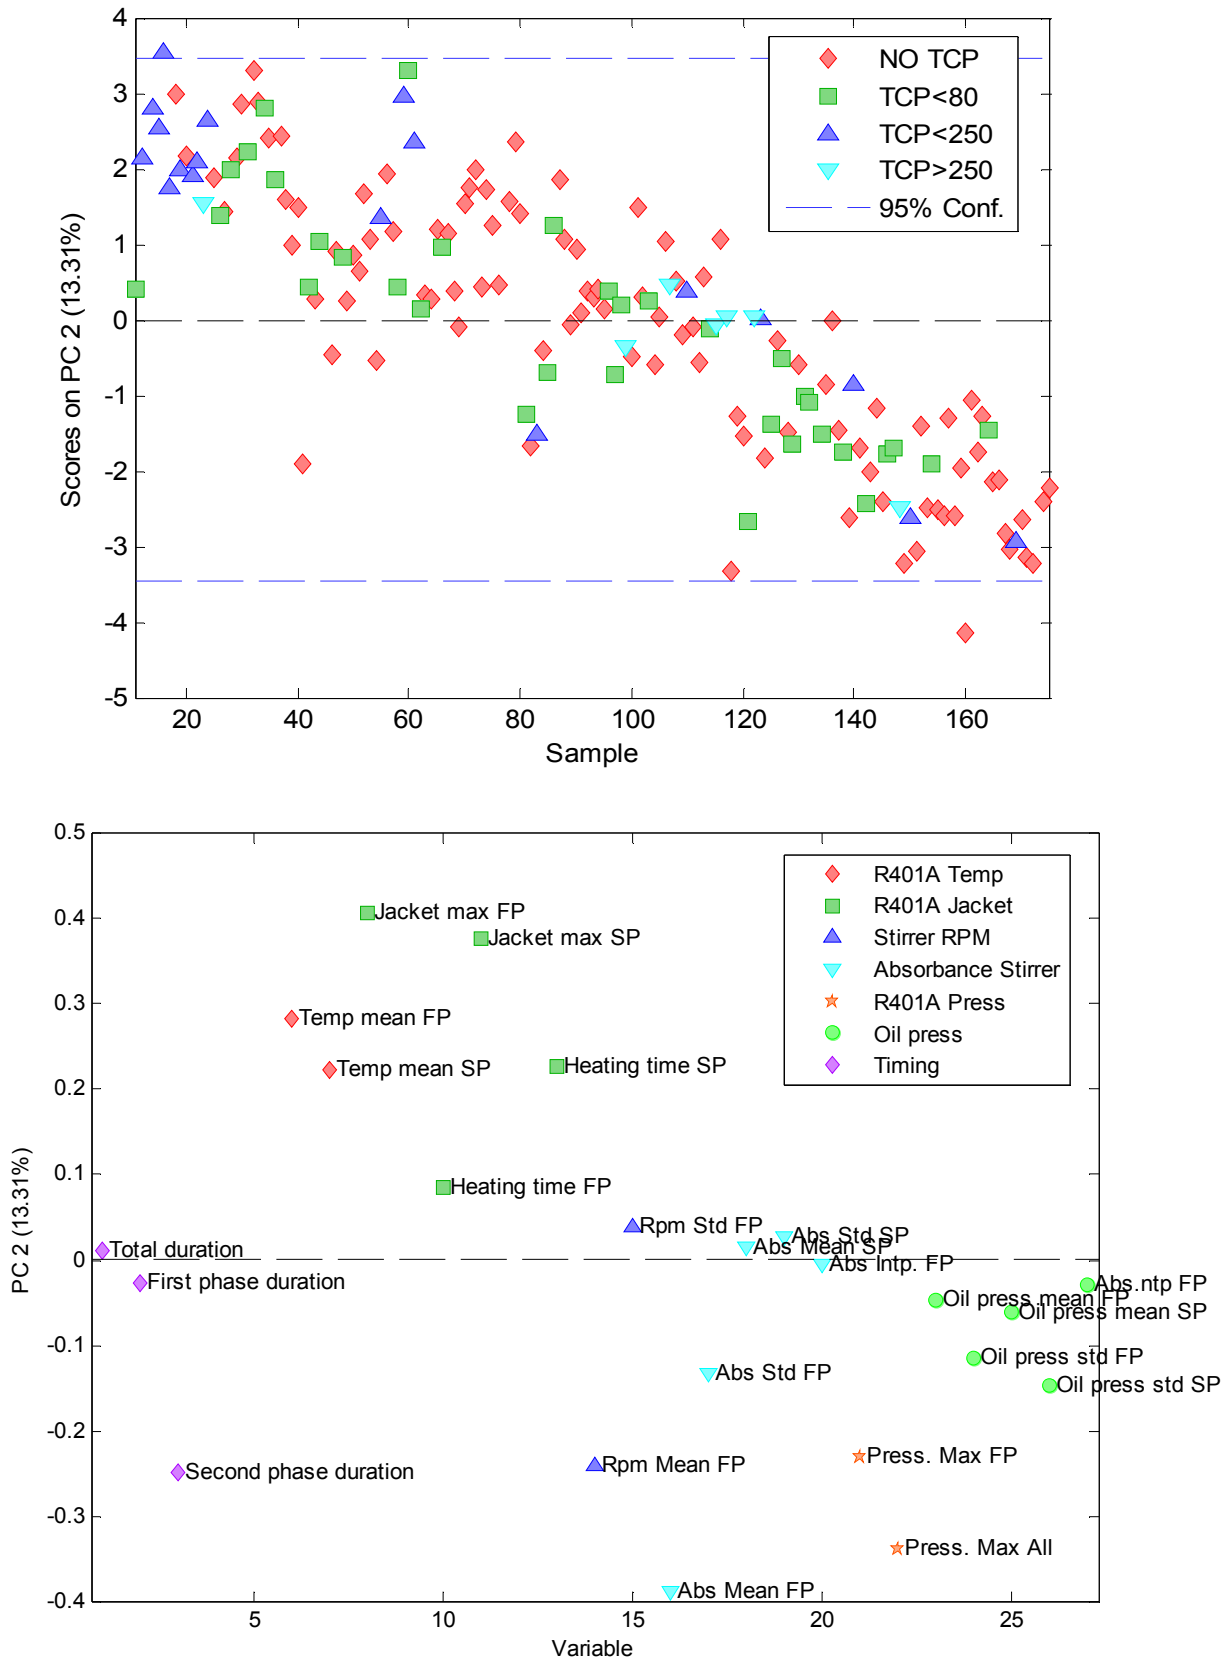 4
3
2
1
0
-1
-2
-3
-4
-5
Scores on PC 2 (13.31%)
NO TCP
TCP<80
TCP<250
TCP>250
95% Conf.
20 40 60 80 100 120 140 160
Sample
0.5
0.4
0.3
0.2
0.1
0
-0.1
-0.2
-0.3
-0.4
PC 2 (13.31%)
R401A Temp
R401A Jacket
Stirrer RPM
Absorbance Stirrer
R401A Press
Oil press
Timing
Jacket max FP
Jacket max SP
Temp mean FP
Temp mean SP
Heating time SP
Heating time FP
Rpm Std FP
Abs Std SP
Abs Mean SP
Abs Intp. FP
Total duration
First phase duration
Abs.ntp FP
Oil press mean FP
Oil press mean SP
Oil press std FP
Abs Std FP
Oil press std SP
Press. Max FP
Rpm Mean FP
Second phase duration
Press. Max All
Abs Mean FP
5 10 15 20 25
Variable